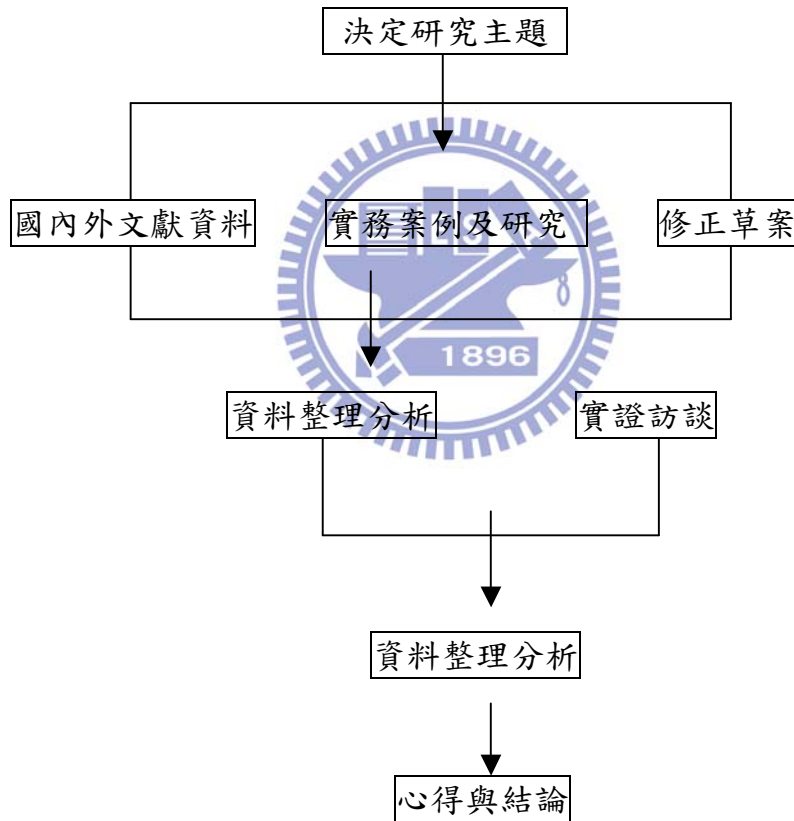 決定研究主題
國內外文獻資料
實務案例及研究
修正草案
1896
資料整理分析
實證訪談
資料整理分析
心得與結論